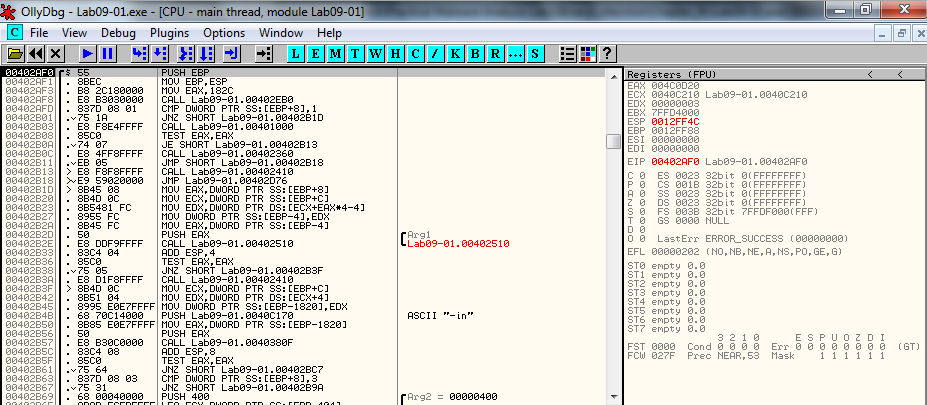 OllyDbg - Lab09-01.exe - [CPU - main thread, module Lab09-01]
C File View Debug Plugins Options Window Help
L E M T W H C / K B R ... S ?
00402AF0 $ 55 PUSH EBP
00402AF1 . 8BEC MOV EBP,ESP
00402AF3 . B8 2C180000 MOV EAX,182C
00402AF8 . E8 B3030000 CALL Lab09-01.00402EB0
00402AFD . 837D 08 01 CMP DWORD PTR SS:[EBP+8],1
00402B01 . 75 1A JNZ SHORT Lab09-01.00402B1D
00402B03 . E8 F8E4FFFF CALL Lab09-01.00401000
00402B08 . 85C0 TEST EAX,EAX
00402B0A . 74 07 JE SHORT Lab09-01.00402B13
00402B0C . E8 4FF8FFFF CALL Lab09-01.00402360
00402B11 . EB 05 JMP SHORT Lab09-01.00402B18
00402B13 > E8 F8F8FFFF CALL Lab09-01.00402410
00402B18 > E9 59020000 JMP Lab09-01.00402D76
00402B1D > 8B45 08 MOV EAX,DWORD PTR SS:[EBP+8]
00402B20 . 8B4D 0C MOV ECX,DWORD PTR SS:[EBP+C]
00402B23 . 8B5481 FC MOV EDX,DWORD PTR DS:[ECX+EAX*4-4]
00402B27 . 8955 FC MOV DWORD PTR SS:[EBP-4],EDX
00402B2A . 8B45 FC MOV EAX,DWORD PTR SS:[EBP-4]
00402B2D . 50 PUSH EAX Arg1
00402B2E . E8 DDF9FFFF CALL Lab09-01.00402510 Lab09-01.00402510
00402B33 . 83C4 04 ADD ESP,4
00402B36 . 85C0 TEST EAX,EAX
00402B38 . 75 05 JNZ SHORT Lab09-01.00402B3F
00402B3A . E8 D1F8FFFF CALL Lab09-01.00402410
00402B3F > 8B4D 0C MOV ECX,DWORD PTR SS:[EBP+C]
00402B42 . 8B51 04 MOV EDX,DWORD PTR DS:[ECX+4]
00402B45 . 8995 E0E7FFFF MOV DWORD PTR SS:[EBP-1820],EDX
00402B4B . 68 70C14000 PUSH Lab09-01.0040C170 ASCII "-in"
00402B50 . 8B85 E0E7FFFF MOV EAX,DWORD PTR SS:[EBP-1820]
00402B56 . 50 PUSH EAX
00402B57 . E8 B30C0000 CALL Lab09-01.0040380F
00402B5C . 83C4 08 ADD ESP,8
00402B5F . 85C0 TEST EAX,EAX
00402B61 . 75 64 JNZ SHORT Lab09-01.00402BC7
00402B63 . 837D 08 03 CMP DWORD PTR SS:[EBP+8],3
00402B67 . 75 31 JNZ SHORT Lab09-01.00402B9A
00402B69 . 68 00040000 PUSH 400 Arg2 = 00000400
Registers (FPU) < <
EAX 004C0D20
ECX 0040C210 Lab09-01.0040C210
EDX 00000003
EBX 7FFD4000
ESP 0012FF4C
EBP 0012FF88
ESI 00000000
EDI 00000000
EIP 00402AF0 Lab09-01.00402AF0
C 0 ES 0023 32bit 0(FFFFFFFF)
P 0 CS 001B 32bit 0(FFFFFFFF)
A 0 SS 0023 32bit 0(FFFFFFFF)
Z 0 DS 0023 32bit 0(FFFFFFFF)
S 0 FS 003B 32bit 7FFDF000(FFF)
T 0 GS 0000 NULL
D 0
O 0 LastErr ERROR_SUCCESS (00000000)
EFL 00000202 (NO,NB,NE,A,NS,PO,GE,G)
ST0 empty 0.0
ST1 empty 0.0
ST2 empty 0.0
ST3 empty 0.0
ST4 empty 0.0
ST5 empty 0.0
ST6 empty 0.0
ST7 empty 0.0
3 2 1 0 E S P U O Z D I
FST 0000 Cond 0 0 0 0 Err 0 0 0 0 0 0 0 0 (GT)
FCW 027F Prec NEAR,53 Mask 1 1 1 1 1 1